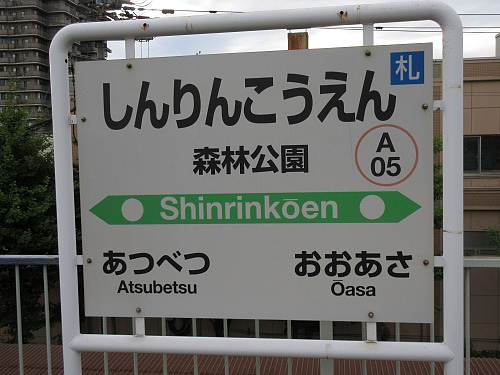 札
しんりんこうえん
森林公園
A
05
Shinrinkōen
あつべつ
Atsubetsu
おおあさ
Ōasa